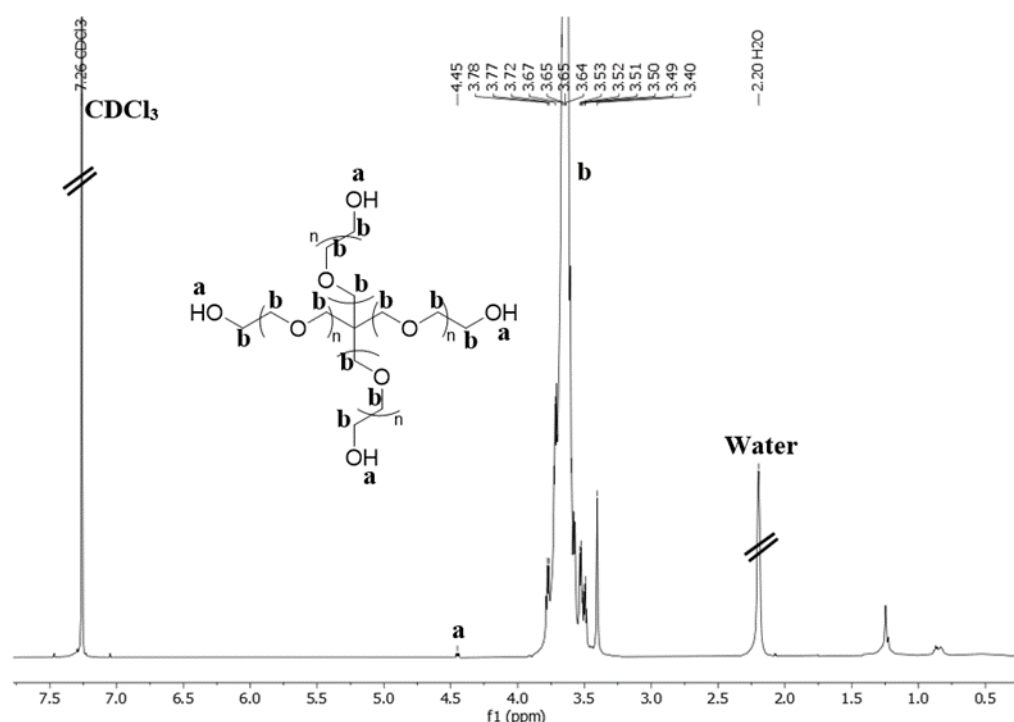 7.26 CDCl3
4.45
3.78
3.77
3.72
3.67
3.65
3.65
3.64
3.53
3.52
3.51
3.50
3.49
3.40
2.20 H2O
CDCl₃
b
a
OH
b
n
b
O
b
a
HO
b
b
O
b
n
b
O
b
n
OH
b
a
b
O
b
b
n
OH
a
Water
a
7.5 7.0 6.5 6.0 5.5 5.0 4.5 4.0 3.5 3.0 2.5 2.0 1.5 1.0 0.5
f1 (ppm)